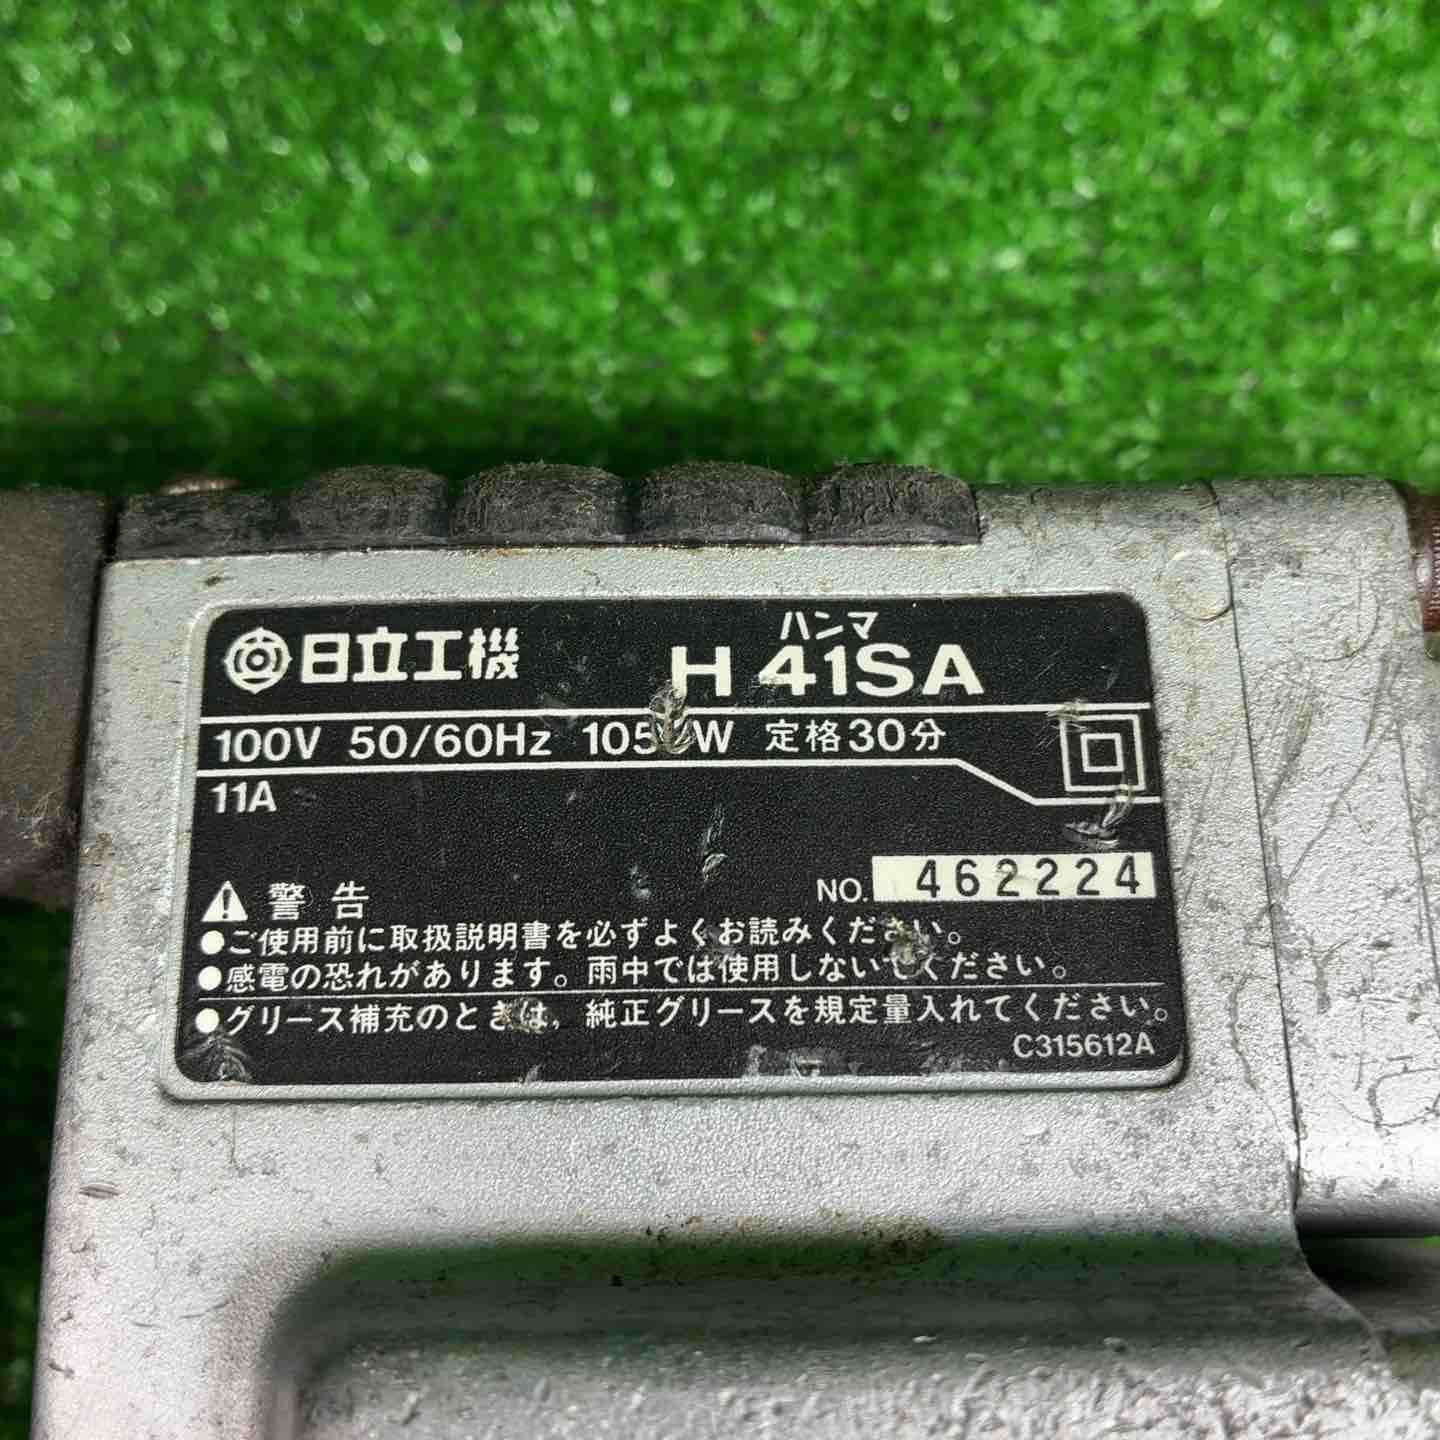 日立工機
ハンマ
H 41SA
100V 50/60Hz 定格30分
11A
NO. 462224
警告
●ご使用前に取扱説明書を必ずよくお読みください。
●感電の恐れがあります。雨中では使用しないでください。
●グリース補充のときは,純正グリースを規定量入れてください。
C315612A